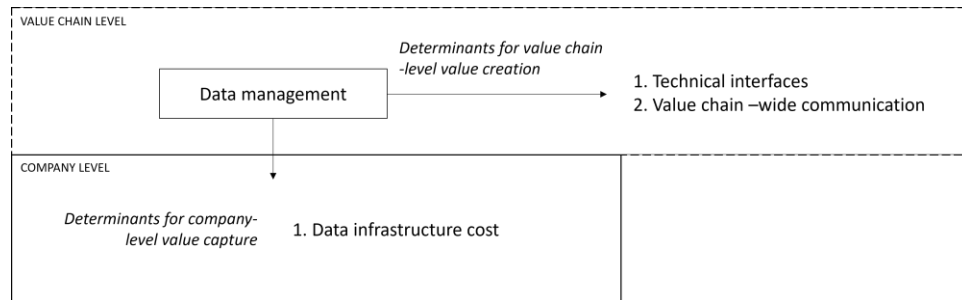 VALUE CHAIN LEVEL
Determinants for value chain
-level value creation
Data management
1. Technical interfaces
2. Value chain –wide communication
COMPANY LEVEL
Determinants for company-
level value capture
1. Data infrastructure cost